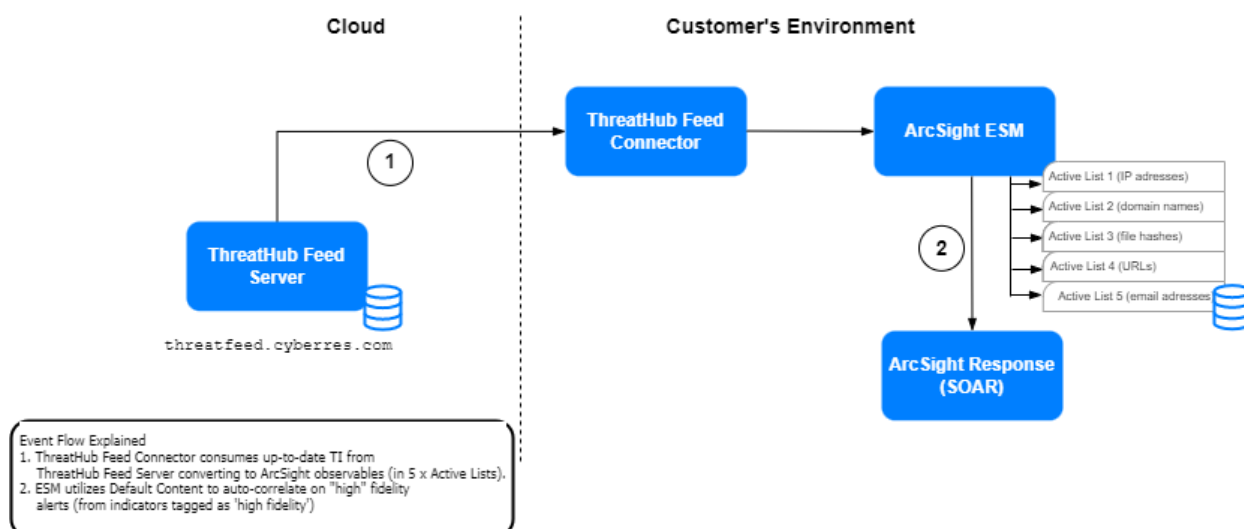 Cloud
Customer's Environment
ThreatHub Feed
Connector
ArcSight ESM
1
Active List 1 (IP adresses)
Active List 2 (domain names)
Active List 3 (file hashes)
Active List 4 (URLs)
Active List 5 (email adresses
2
ThreatHub Feed
Server
threatfeed.cyberres.com
ArcSight Response
(SOAR)
Event Flow Explained
1. ThreatHub Feed Connector consumes up-to-date TI from
ThreatHub Feed Server converting to ArcSight observables (in 5 x Active Lists).
2. ESM utilizes Default Content to auto-correlate on "high" fidelity
alerts (from indicators tagged as 'high fidelity')